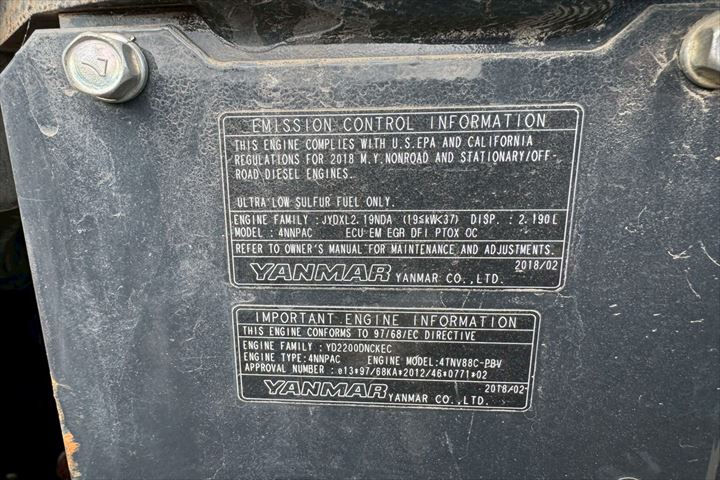 EMISSION CONTROL INFORMATION
THIS ENGINE COMPLIES WITH U.S.EPA AND CALIFORNIA
REGULATIONS FOR 2018 M.Y.NONROAD AND STATIONARY/OFF-
ROAD DIESEL ENGINES.
ULTRA LOW SULFUR FUEL ONLY.
ENGINE FAMILY : JYDXL2.19NDA (19≤kW<37) DISP. : 2.190L
MODEL : 4NNPAC ECU EM EGR DFI PTOX OC
REFER TO OWNER'S MANUAL FOR MAINTENANCE AND ADJUSTMENTS.
2018/02
YANMAR YANMAR CO.,LTD.
IMPORTANT ENGINE INFORMATION
THIS ENGINE CONFORMS TO 97/68/EC DIRECTIVE
ENGINE FAMILY : YD2200DNCKEC
ENGINE TYPE:4NNPAC ENGINE MODEL:4TNV88C-PBV
APPROVAL NUMBER : e13*97/68KA*2012/46*0771*02
2018/02
YANMAR YANMAR CO.,LTD.
7